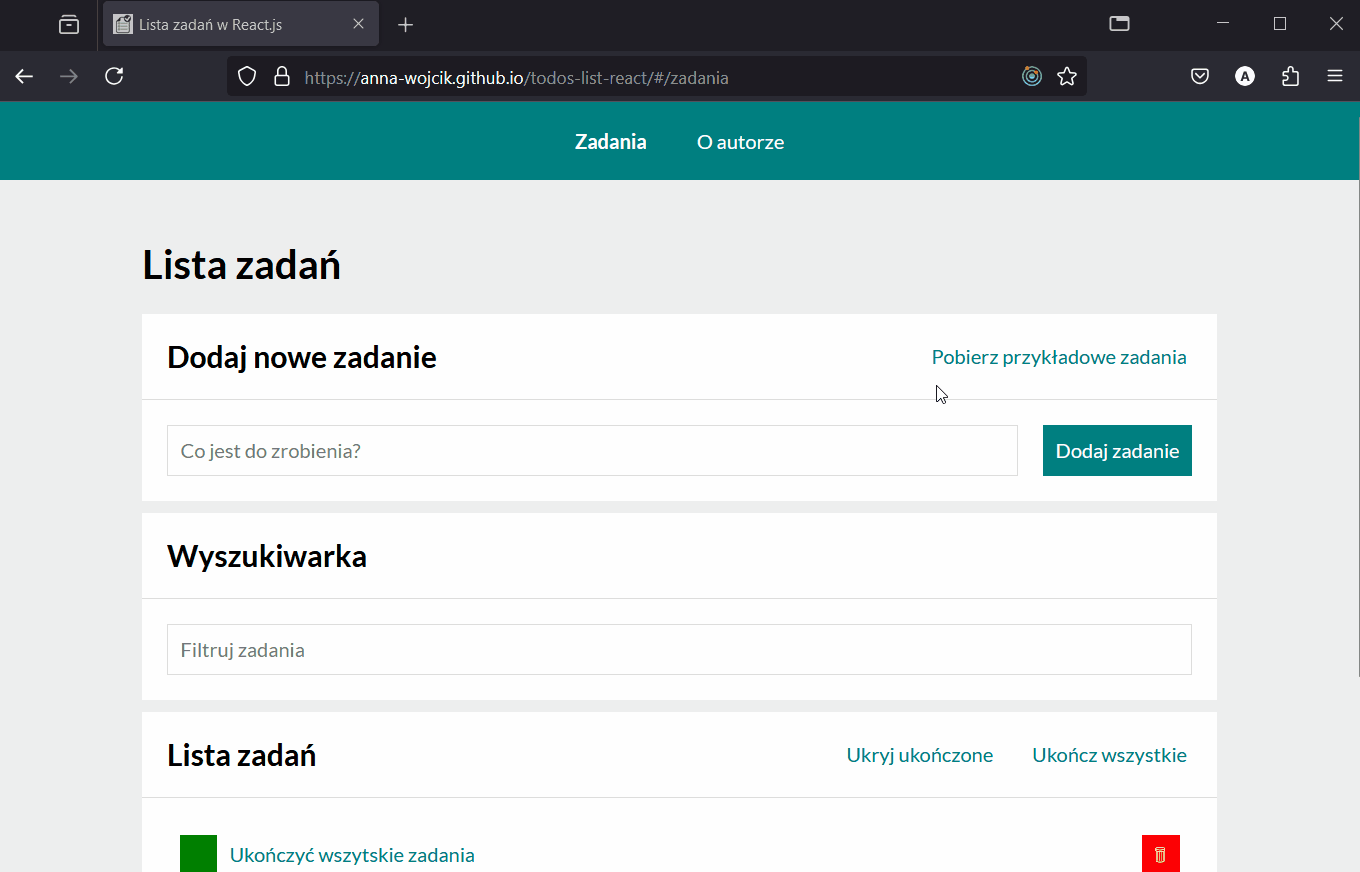 Lista zadań w React.js
https://anna-wojcik.github.io/todos-list-react/#/zadania
A
Zadania O autorze
Lista zadań
Dodaj nowe zadanie Pobierz przykładowe zadania
Co jest do zrobienia? Dodaj zadanie
Wyszukiwarka
Filtruj zadania
Lista zadań Ukryj ukończone Ukończ wszystkie
Ukończyć wszytskie zadania